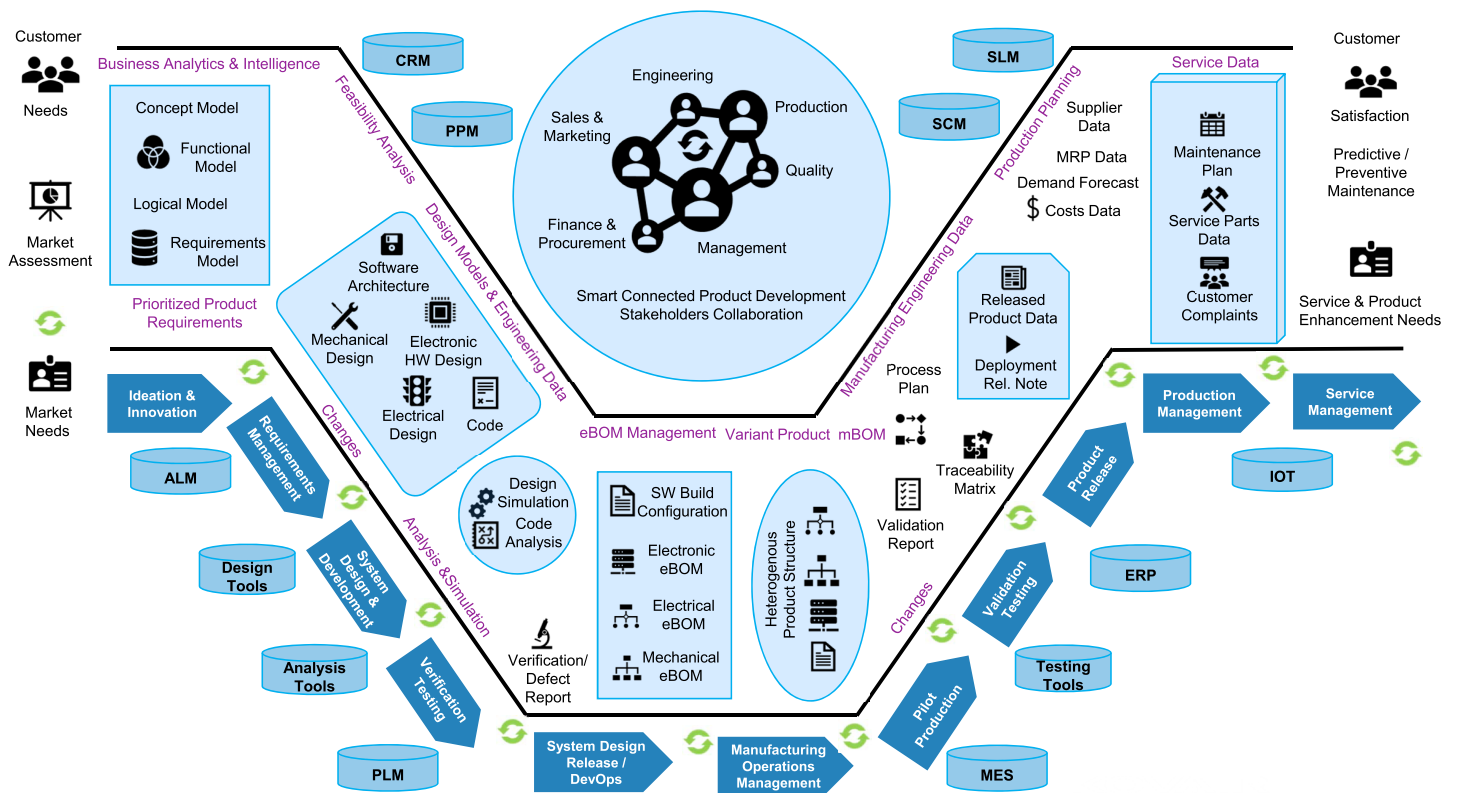 Customer
Needs
Market
Assessment
Market
Needs
Business Analytics & Intelligence
Concept Model
Functional
Model
Logical Model
Requirements
Model
Prioritized Product
Requirements
Feasibility Analysis
CRM
PPM
Design Models & Engineering Data
Software
Architecture
Mechanical
Design
Electronic
HW Design
Electrical
Design
Code
Engineering
Production
Sales &
Marketing
Quality
Finance &
Procurement
Management
Smart Connected Product Development
Stakeholders Collaboration
SLM
SCM
Production Planning
Manufacturing Engineering Data
Supplier
Data
MRP Data
Demand Forecast
$ Costs Data
Service Data
Maintenance
Plan
Service Parts
Data
Customer
Complaints
Customer
Satisfaction
Predictive /
Preventive
Maintenance
Service & Product
Enhancement Needs
Released
Product Data
Deployment
Rel. Note
Process
Plan
Traceability
Matrix
Validation
Report
eBOM Management
Variant Product
mBOM
Changes
Analysis &Simulation
Design
Simulation
Code
Analysis
Verification/
Defect
Report
SW Build
Configuration
Electronic
eBOM
Electrical
eBOM
Mechanical
eBOM
Heterogenous
Product Structure
Changes
Ideation &
Innovation
Requirements
Management
System
Design &
Development
Verification
Testing
System Design
Release /
DevOps
Manufacturing
Operations
Management
Pilot
Production
Validation
Testing
Product
Release
Production
Management
Service
Management
ALM
Design
Tools
Analysis
Tools
PLM
MES
Testing
Tools
ERP
IOT